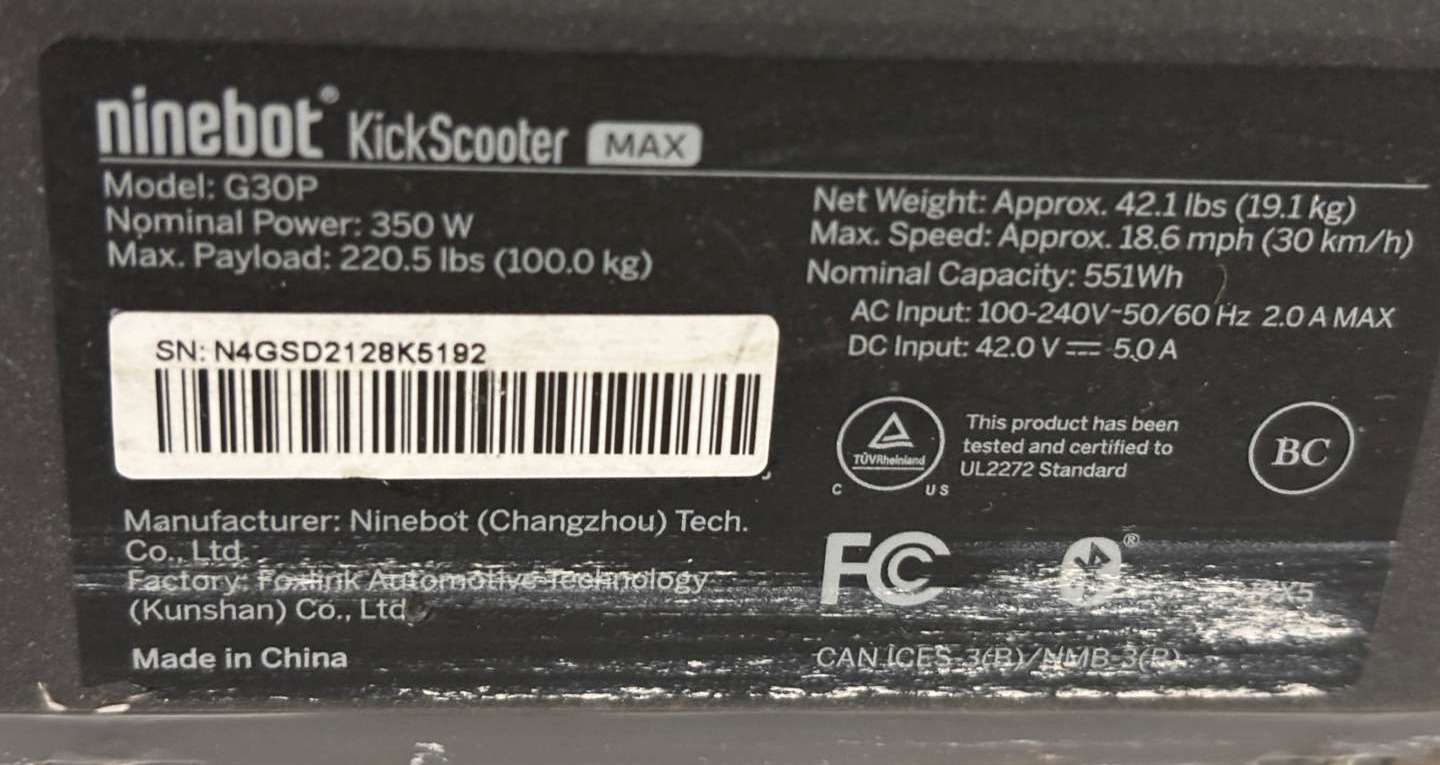 ninebot® KickScooter MAX
Model: G30P
Nominal Power: 350 W
Max. Payload: 220.5 lbs (100.0 kg)
SN: N4GSD2128K5192
Manufacturer: Ninebot (Changzhou) Tech.
Co., Ltd.
Factory: Foxlink Automotive Technology
(Kunshan) Co., Ltd.
Made in China
Net Weight: Approx. 42.1 lbs (19.1 kg)
Max. Speed: Approx. 18.6 mph (30 km/h)
Nominal Capacity: 551Wh
AC Input: 100-240V~50/60 Hz 2.0 A MAX
DC Input: 42.0 V ⎓ 5.0 A
TÜVRheinland
C US
This product has been
tested and certified to
UL2272 Standard
BC
FC
®
IPX5
CAN ICES-3(B)/NMB-3(B)